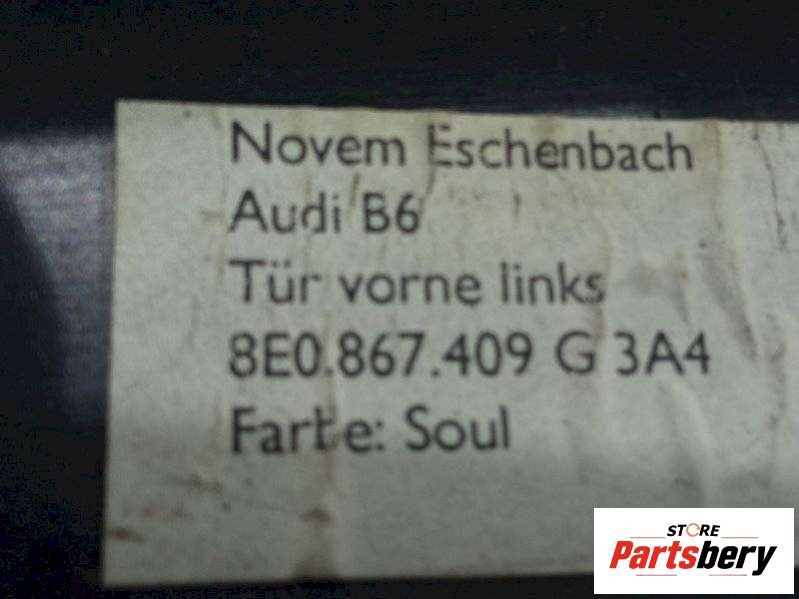 Novem Eschenbach
Audi B6
Tür vorne links
8E0.867.409 G 3A4
Farbe: Soul
STORE
Partsbery